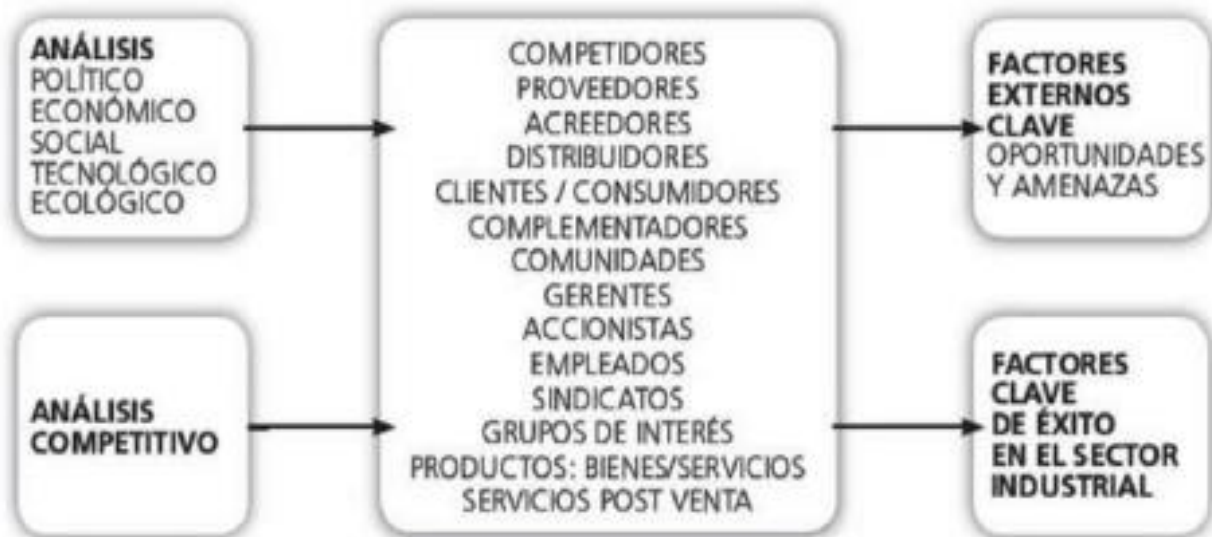 ANÁLISIS
POLÍTICO
ECONÓMICO
SOCIAL
TECNOLÓGICO
ECOLÓGICO
ANÁLISIS
COMPETITIVO
COMPETIDORES
PROVEEDORES
ACREEDORES
DISTRIBUIDORES
CLIENTES / CONSUMIDORES
COMPLEMENTADORES
COMUNIDADES
GERENTES
ACCIONISTAS
EMPLEADOS
SINDICATOS
GRUPOS DE INTERÉS
PRODUCTOS: BIENES/SERVICIOS
SERVICIOS POST VENTA
FACTORES
EXTERNOS
CLAVE
OPORTUNIDADES
Y AMENAZAS
FACTORES
CLAVE
DE ÉXITO
EN EL SECTOR
INDUSTRIAL